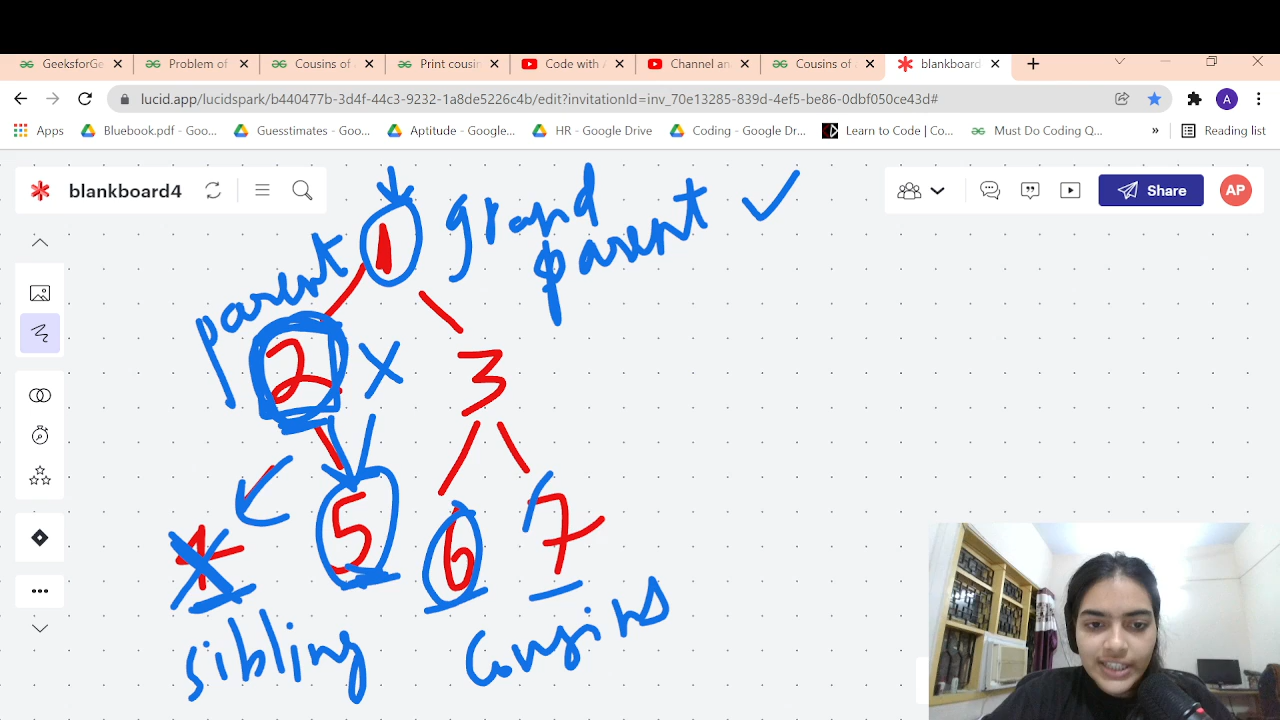 GeeksforGe
Problem of
Cousins of
Print cousin
Code with
Channel an
Cousins of
blankboard
lucid.app/lucidspark/b440477b-3d4f-44c3-9232-1a8de5226c4b/edit?invitationId=inv_70e13285-839d-4ef5-be86-0dbf050ce43d#
A
Apps
Bluebook.pdf - Goo...
Guesstimates - Goo...
Aptitude - Google...
HR - Google Drive
Coding - Google Dr...
Learn to Code | Co...
Must Do Coding Q...
»
Reading list
blankboard4
Share
AP
1
grand
parent
parent
2
3
4
5
6
7
sibling
Cousins